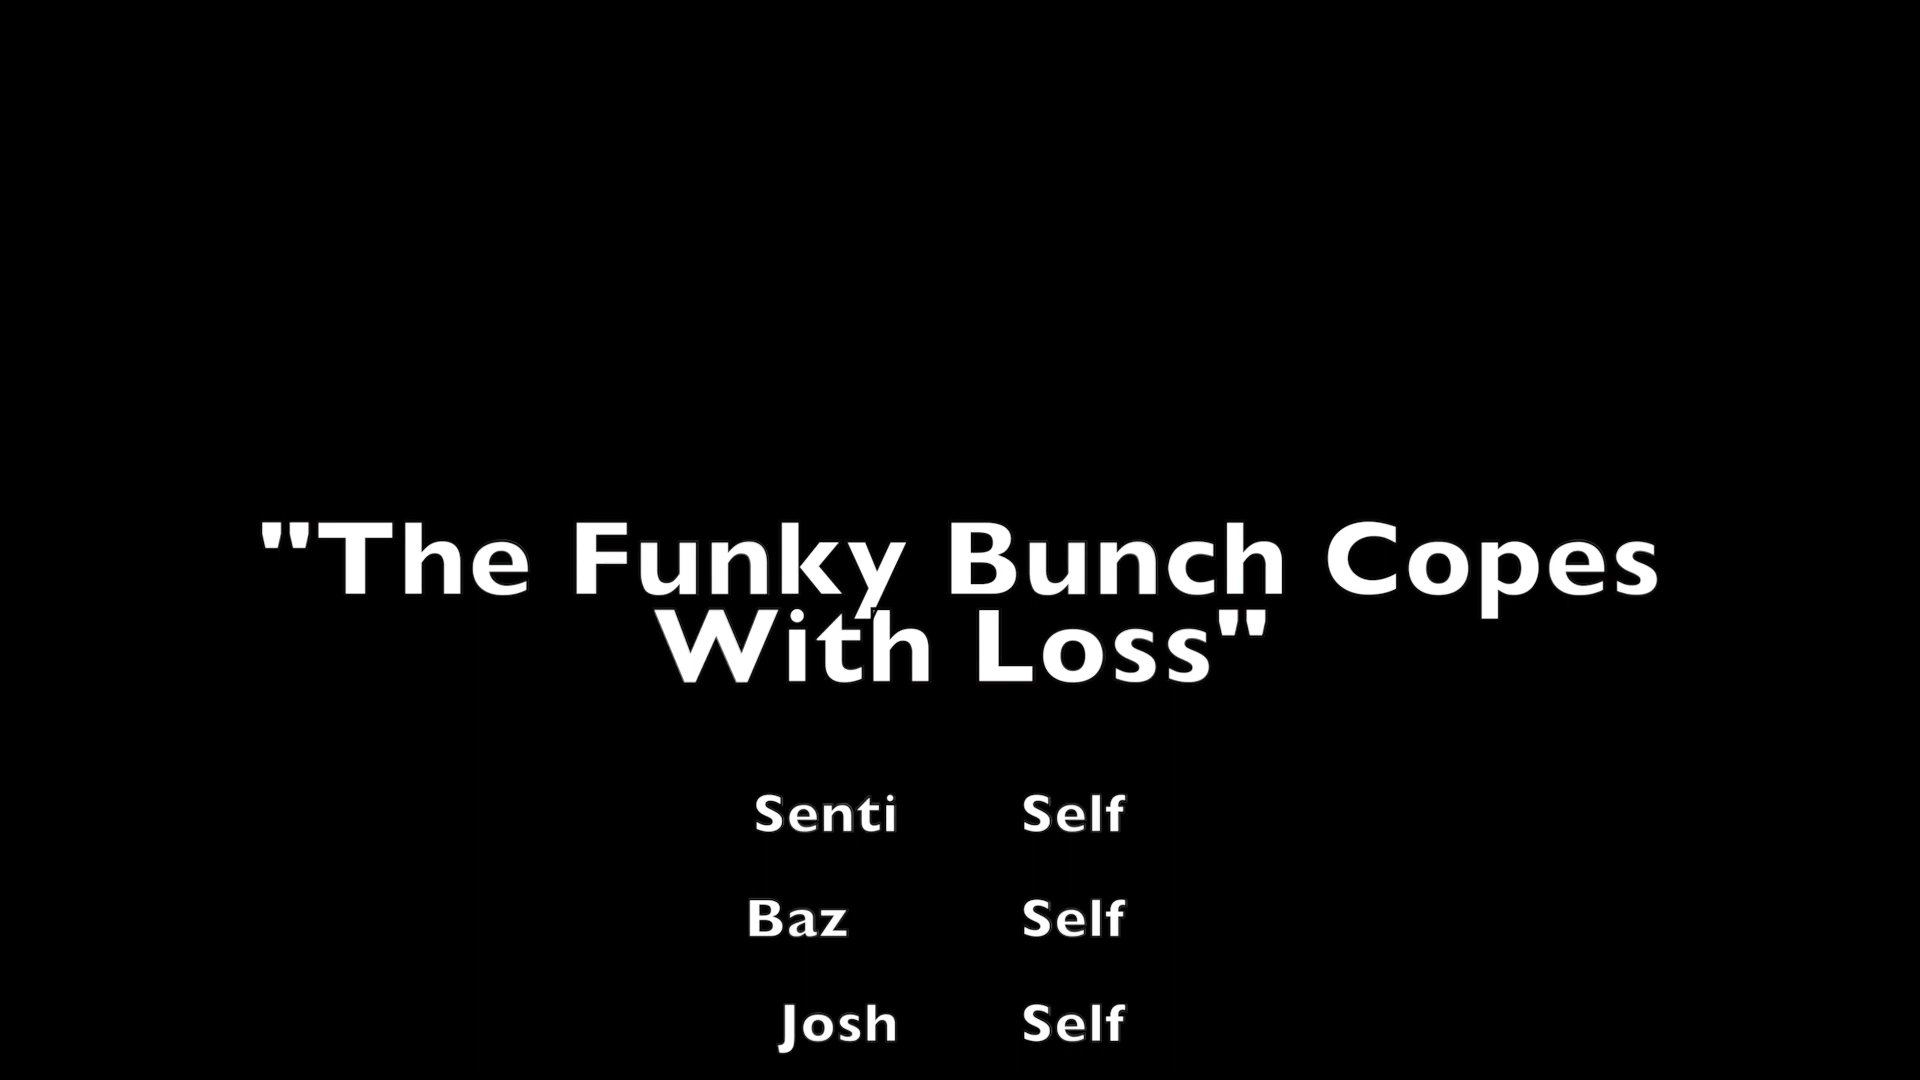 "The Funky Bunch Copes
With Loss"
Senti Self
Baz Self
Josh Self